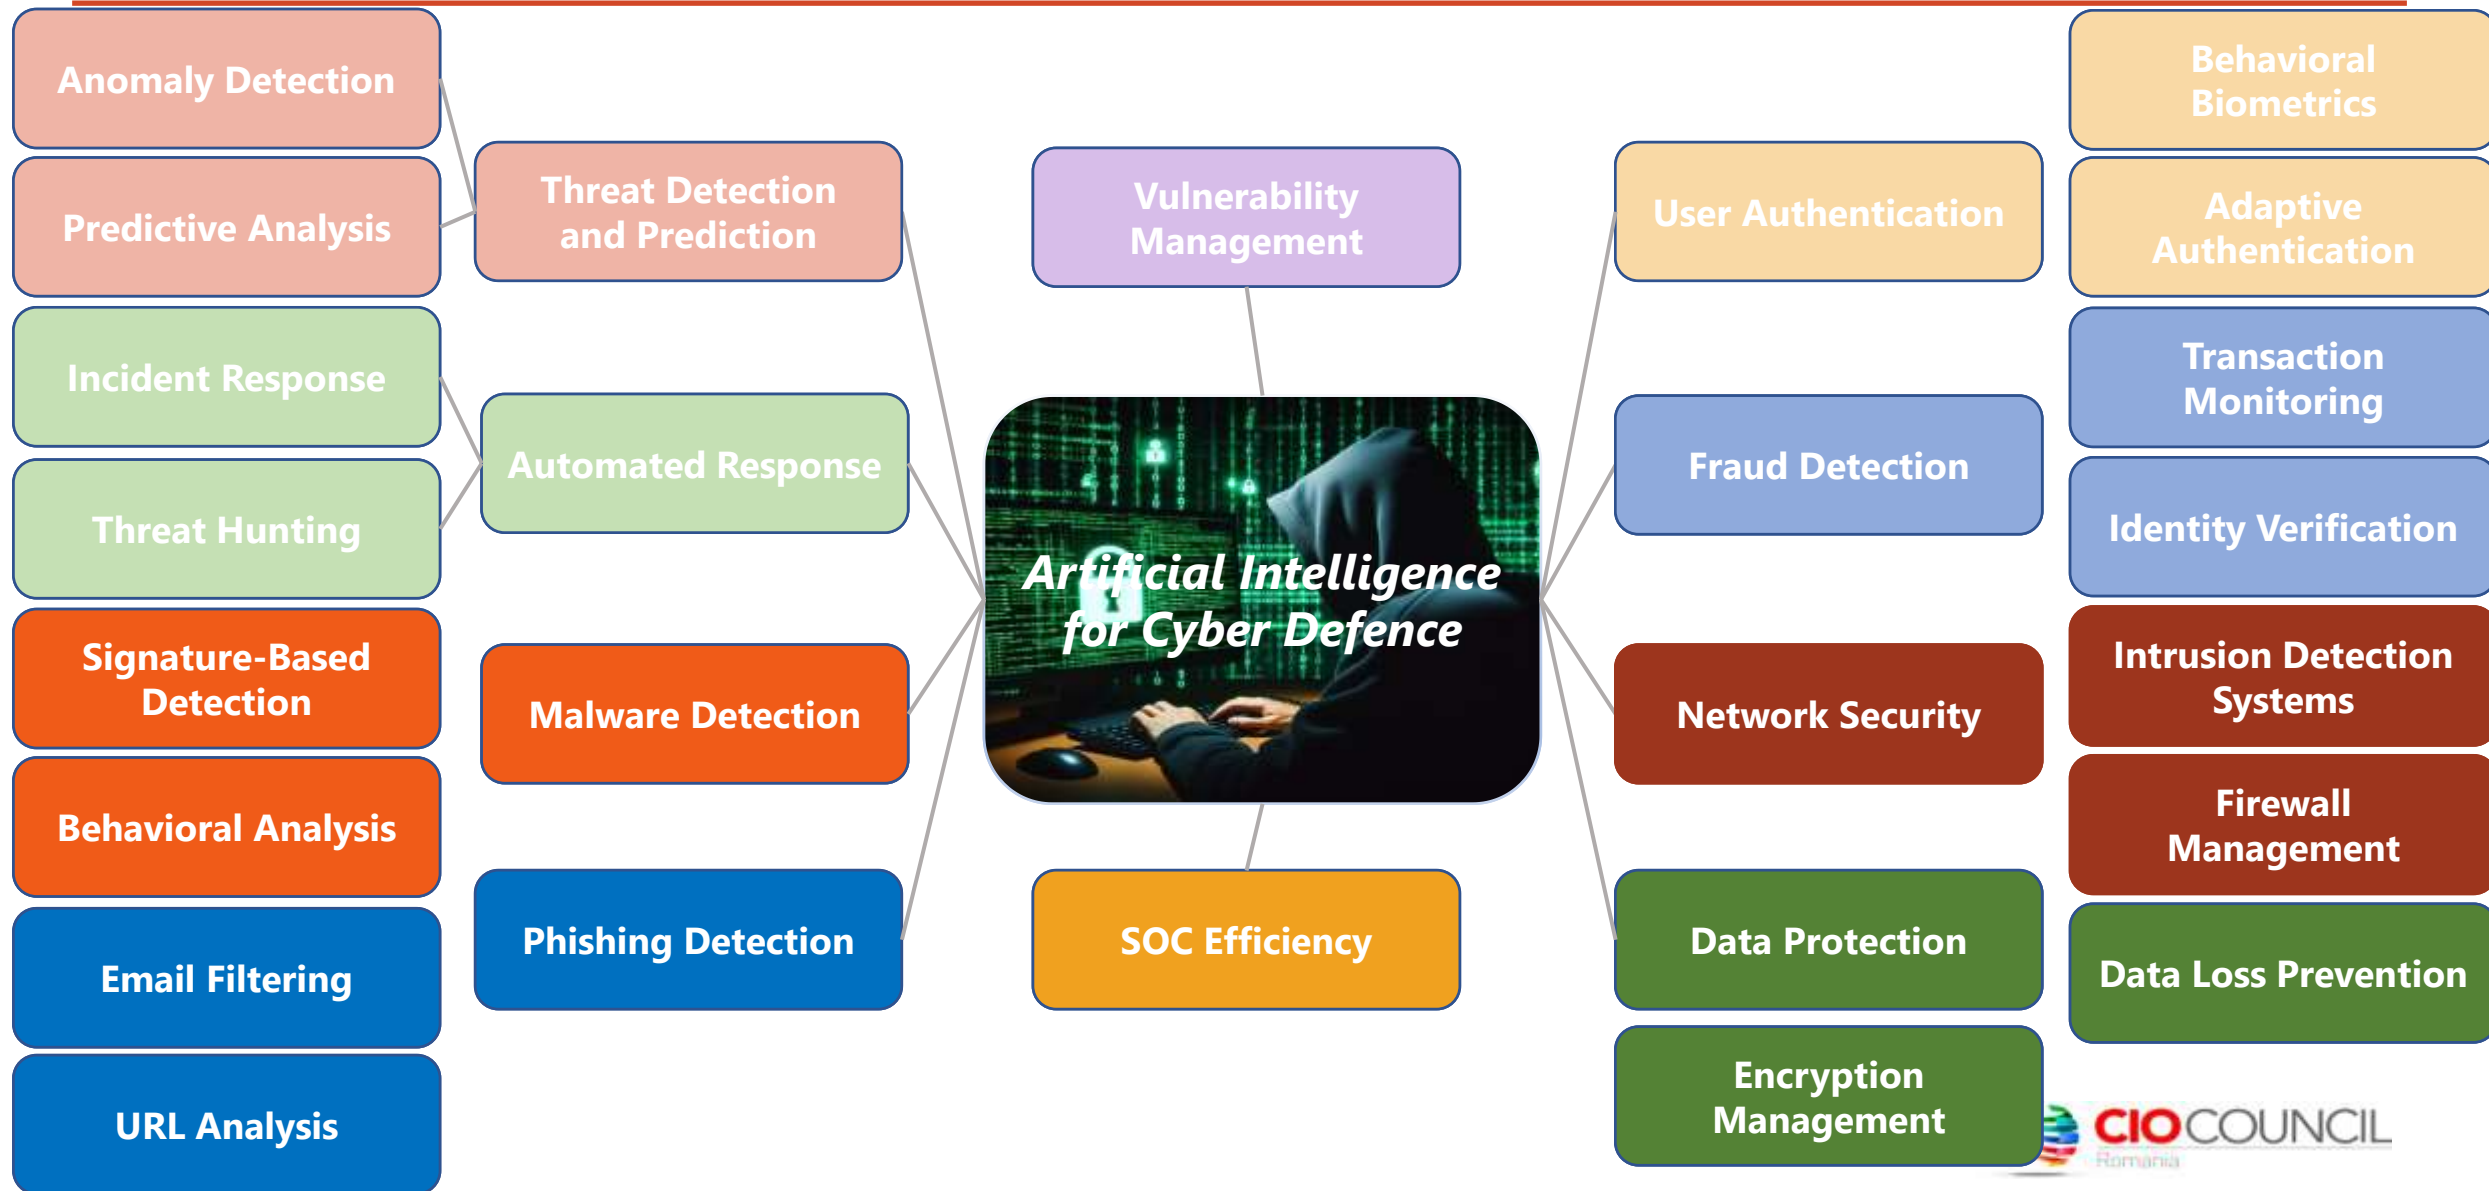 Anomaly Detection
Predictive Analysis
Threat Detection
and Prediction
Incident Response
Threat Hunting
Automated Response
Signature-Based
Detection
Behavioral Analysis
Malware Detection
Email Filtering
URL Analysis
Phishing Detection
Vulnerability
Management
Artificial Intelligence
for Cyber Defence
SOC Efficiency
User Authentication
Behavioral
Biometrics
Adaptive
Authentication
Fraud Detection
Transaction
Monitoring
Identity Verification
Network Security
Intrusion Detection
Systems
Firewall
Management
Data Protection
Data Loss Prevention
Encryption
Management
CIO COUNCIL
Romania